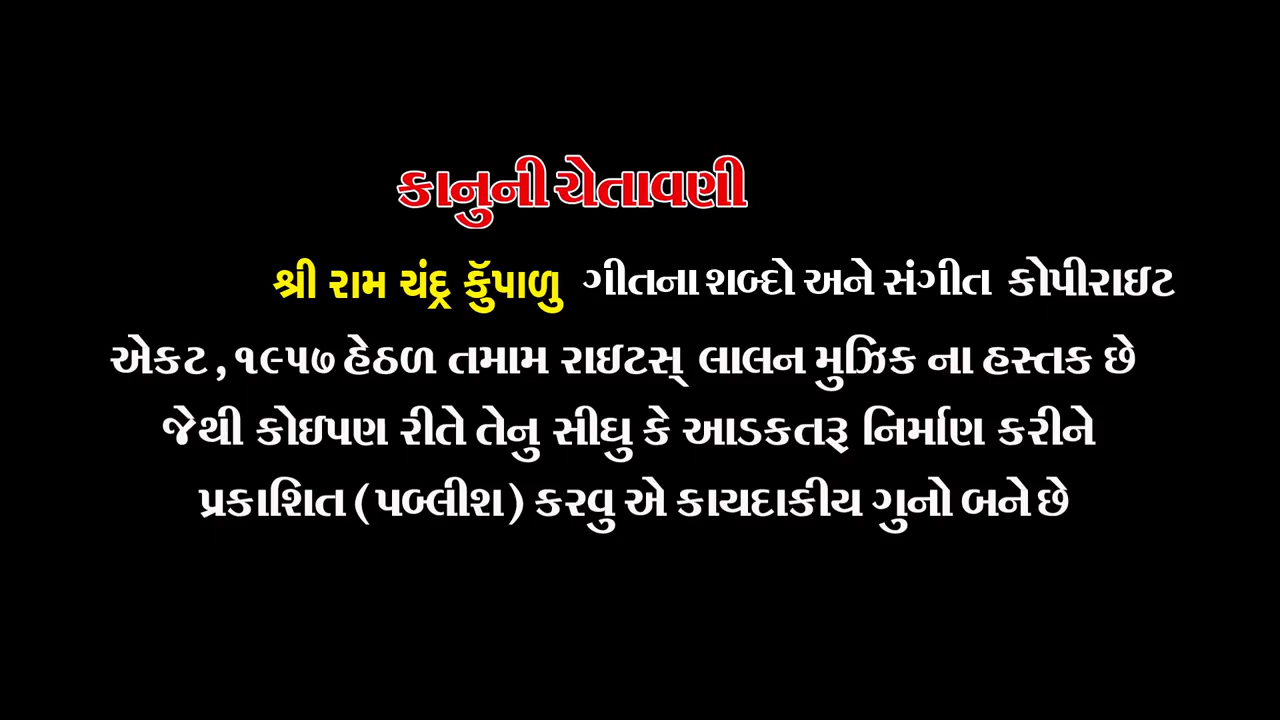 કાનુની ચેતાવણી
શ્રી રામ ચંદ્ર કૅુપાળુ ગીતના શબ્દો અને સંગીત કોપીરાઇટ
એકટ , ૧૯૫૭ હેઠળ તમામ રાઇટસ્ લાલન મુઝિક ના હસ્તક છે
જેથી કોઇપણ રીતે તેનુ સીઘુ કે આડકતરૂ નિર્માણ કરીને
પ્રકાશિત ( પબ્લીશ ) કરવુ એ કાયદાકીય ગુનો બને છે